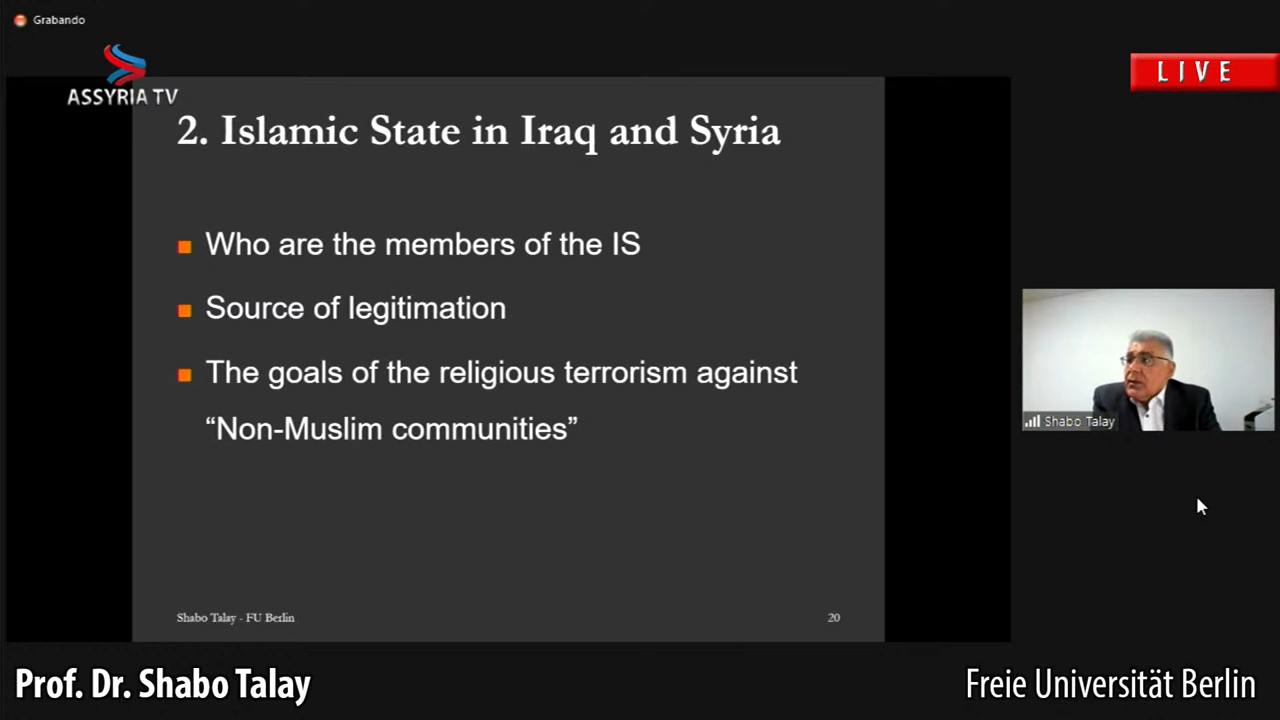 Grabando
ASSYRIA TV
LIVE
2. Islamic State in Iraq and Syria
Who are the members of the IS
Source of legitimation
The goals of the religious terrorism against
“Non-Muslim communities”
Shabo Talay
Shabo Talay - FU Berlin
20
Prof. Dr. Shabo Talay
Freie Universität Berlin